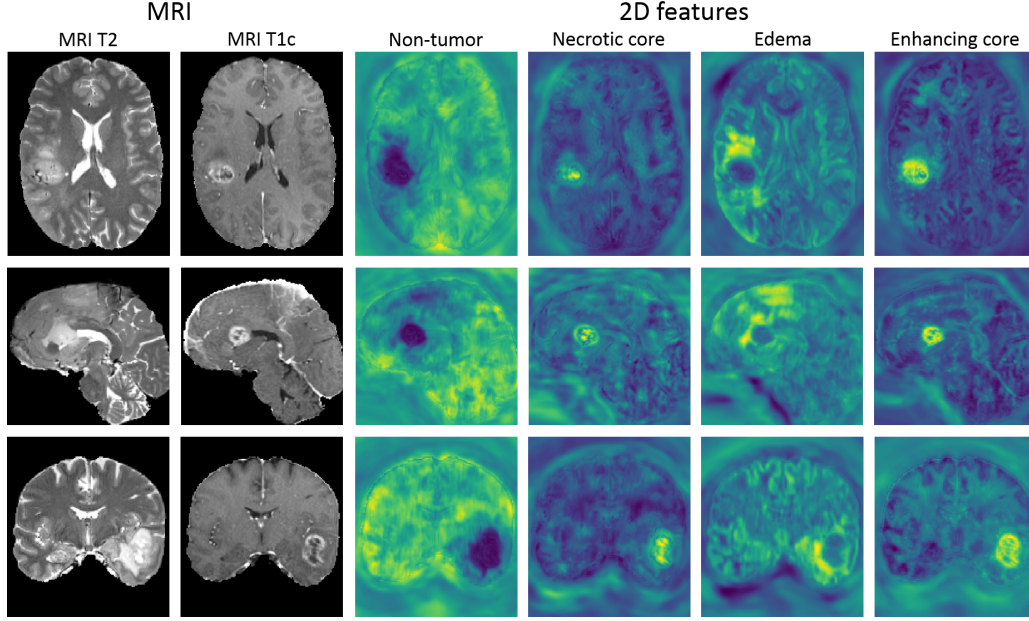 MRI
2D features
MRI T2
MRI T1c
Non-tumor
Necrotic core
Edema
Enhancing core